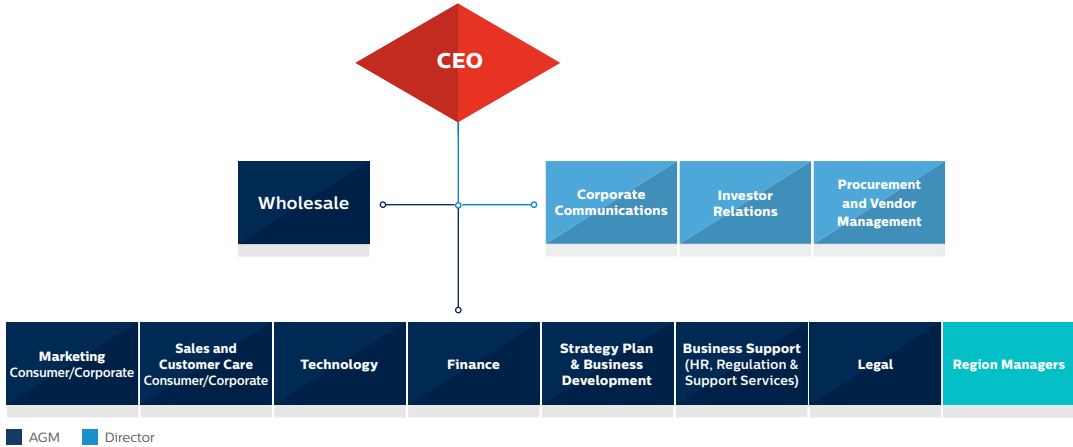 CEO
Wholesale
Corporate
Communications
Investor
Relations
Procurement
and Vendor
Management
Marketing
Consumer/Corporate
Sales and
Customer Care
Consumer/Corporate
Technology
Finance
Strategy Plan
& Business
Development
Business Support
(HR, Regulation &
Support Services)
Legal
Region Managers
AGM
Director